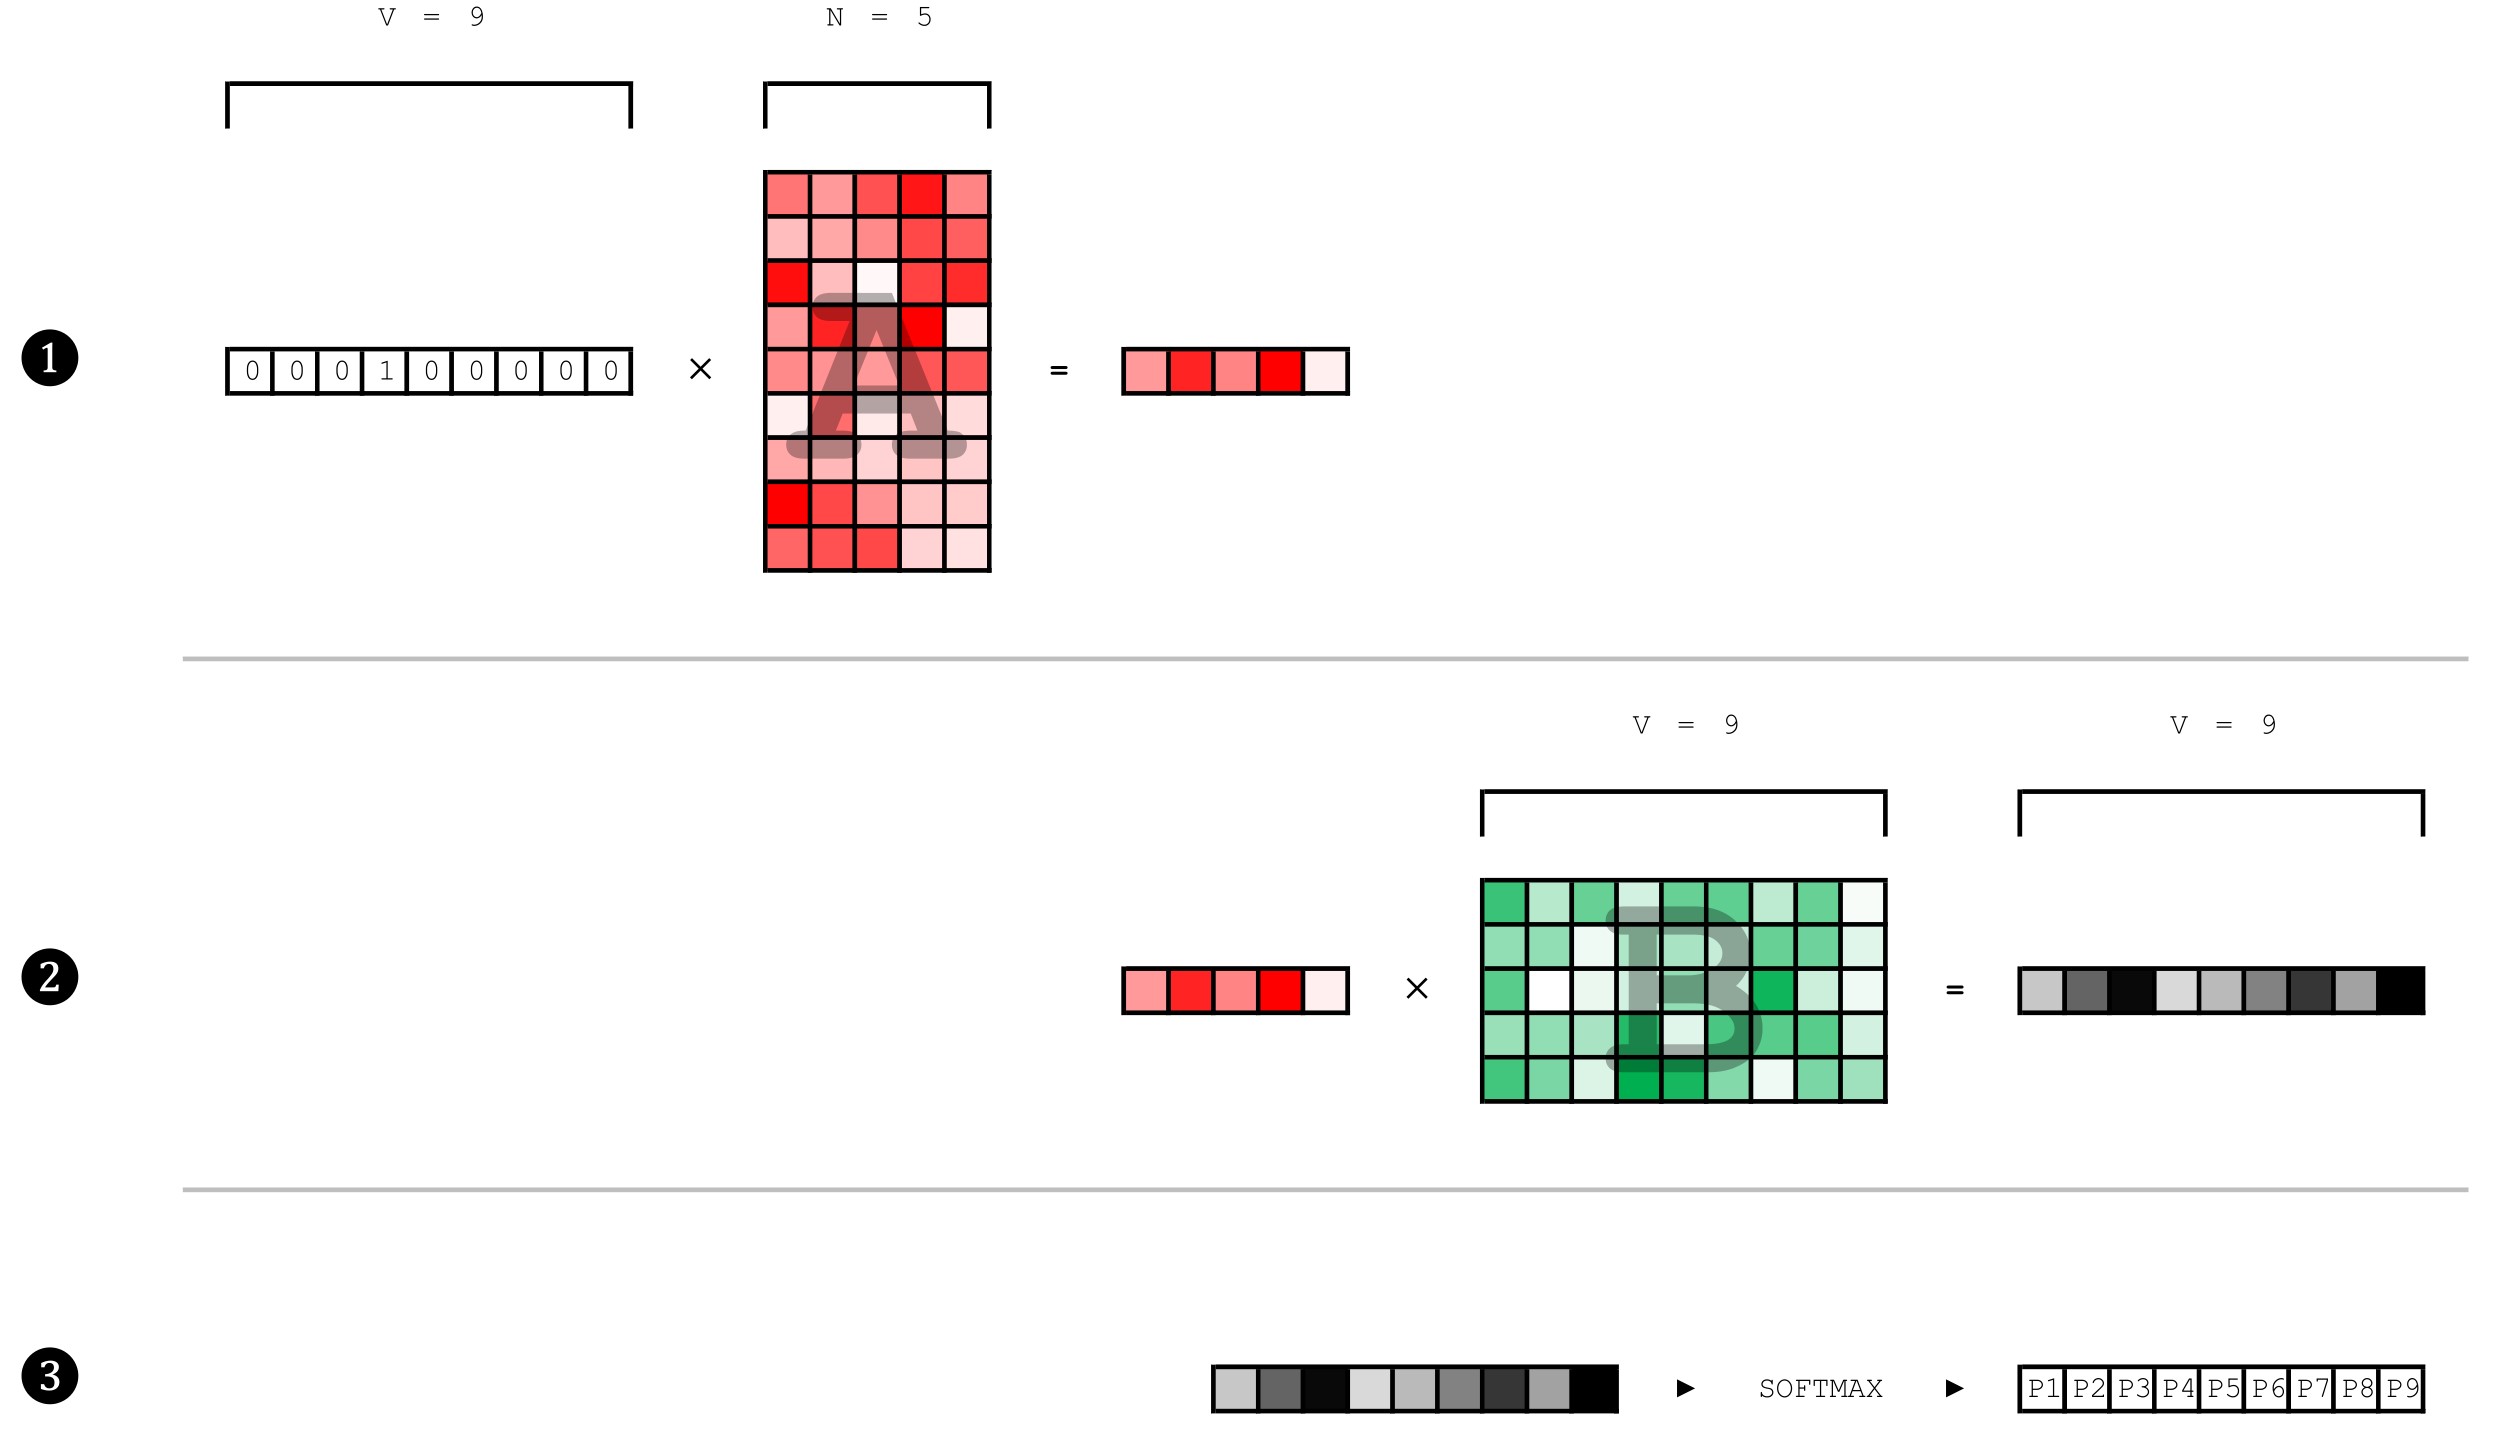 V = 9
N = 5
A
1
0 0 0 1 0 0 0 0 0 × =
V = 9
V = 9
B
2
× =
3
SOFTMAX P1 P2 P3 P4 P5 P6 P7 P8 P9